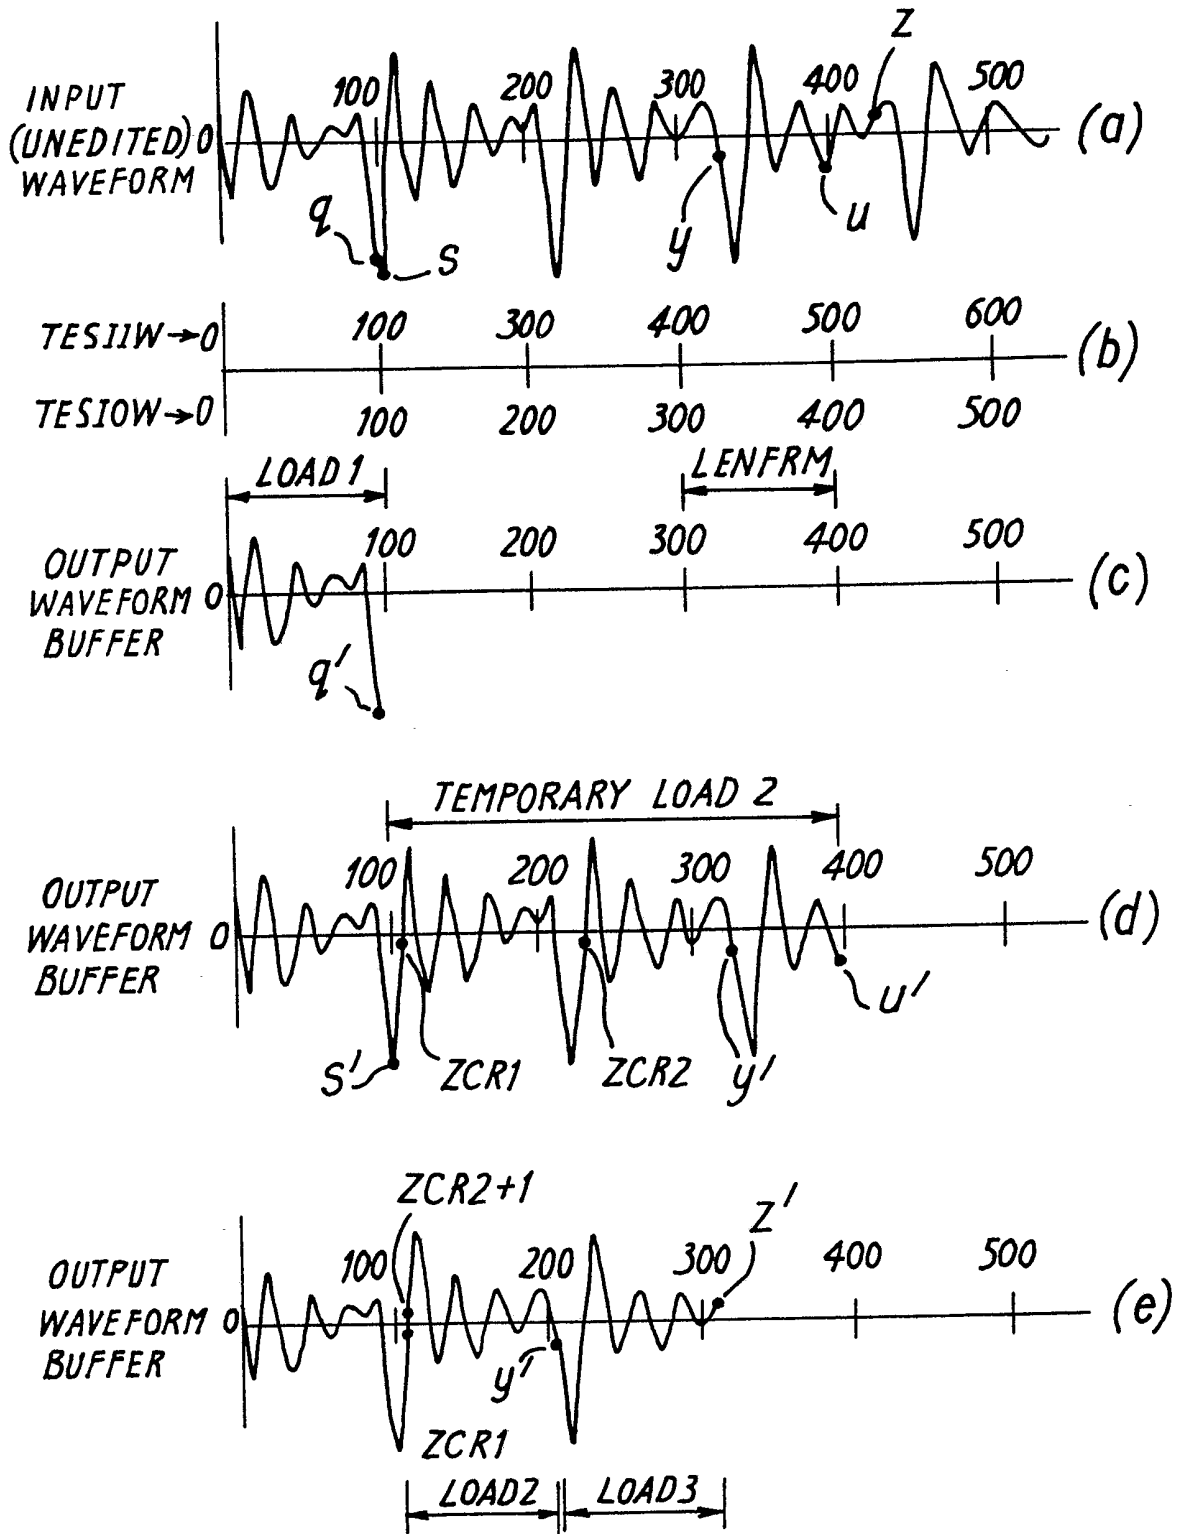 Z
INPUT
(UNEDITED) 0
WAVEFORM
100 200 300 400 500
(a)
q
S
y
u
TESIIW→0
100 300 400 500 600
(b)
TESIOW→0
100 200 300 400 500
LOAD 1
LENFRM
OUTPUT
WAVEFORM 0
BUFFER
100 200 300 400 500
(c)
q'
TEMPORARY LOAD 2
OUTPUT
WAVEFORM 0
BUFFER
100 200 300 400 500
(d)
S'
ZCR1
ZCR2
y'
u'
ZCR2+1
Z'
OUTPUT
WAVEFORM 0
BUFFER
100 200 300 400 500
(e)
y'
ZCR1
LOAD2
LOAD3